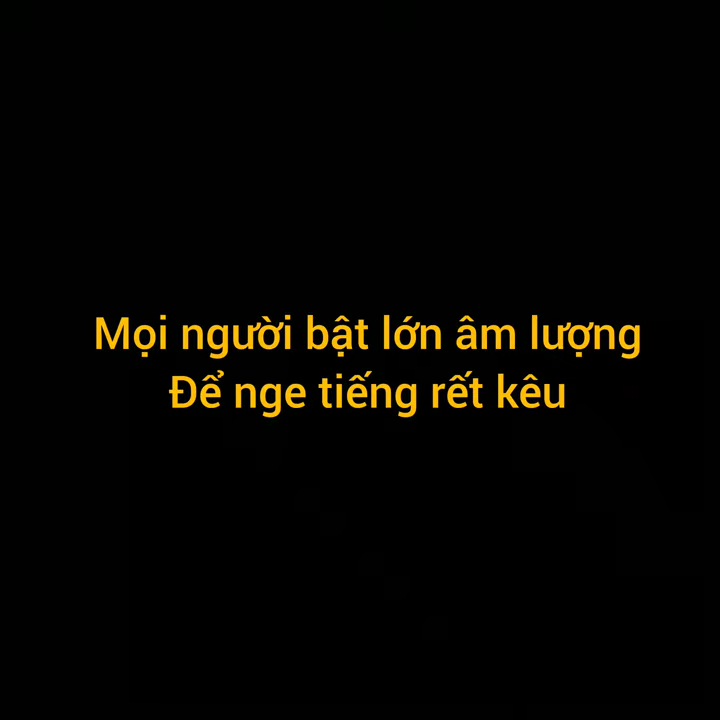 Mọi người bật lớn âm lượng
Để nge tiếng rết kêu